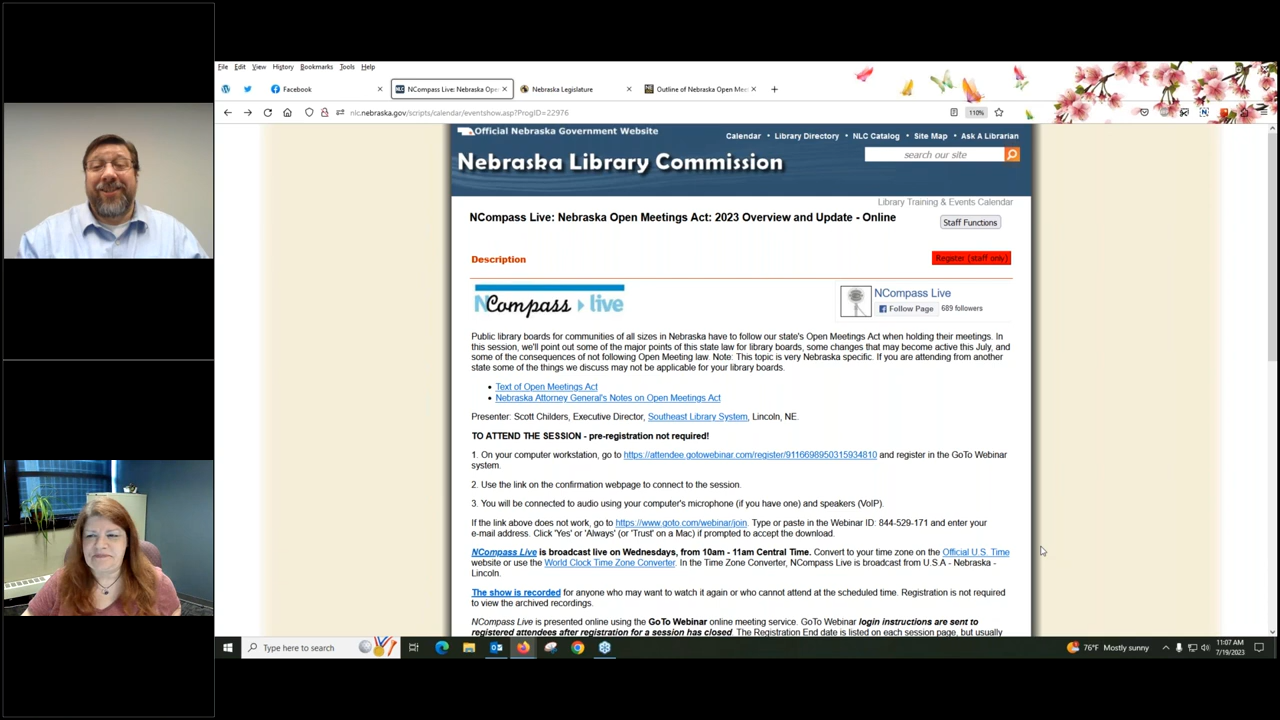 File Edit View History Bookmarks Tools Help
Facebook
NCompass Live: Nebraska Ope
Nebraska Legislature
Outline of Nebraska Open Mee
nlc.nebraska.gov/scripts/calendar/eventshow.asp?ProgID=22976
110%
Official Nebraska Government Website
Calendar • Library Directory • NLC Catalog • Site Map • Ask A Librarian
Nebraska Library Commission
search our site
Library Training & Events Calendar
NCompass Live: Nebraska Open Meetings Act: 2023 Overview and Update - Online
Staff Functions
Description
Register (staff only)
NCompass live
NCompass Live
Follow Page
689 followers
Public library boards for communities of all sizes in Nebraska have to follow our state's Open Meetings Act when holding their meetings. In
this session, we'll point out some of the major points of this state law for library boards, some changes that may become active this July, and
some of the consequences of not following Open Meeting law. Note: This topic is very Nebraska specific. If you are attending from another
state some of the things we discuss may not be applicable for your library boards.
• Text of Open Meetings Act
• Nebraska Attorney General's Notes on Open Meetings Act
Presenter: Scott Childers, Executive Director, Southeast Library System, Lincoln, NE.
TO ATTEND THE SESSION - pre-registration not required!
1. On your computer workstation, go to https://attendee.gotowebinar.com/register/9116698950315934810 and register in the GoTo Webinar
system.
2. Use the link on the confirmation webpage to connect to the session.
3. You will be connected to audio using your computer's microphone (if you have one) and speakers (VoIP).
If the link above does not work, go to https://www.goto.com/webinar/join. Type or paste in the Webinar ID: 844-529-171 and enter your
e-mail address. Click 'Yes' or 'Always' (or 'Trust' on a Mac) if prompted to accept the download.
NCompass Live is broadcast live on Wednesdays, from 10am - 11am Central Time. Convert to your time zone on the Official U.S. Time
website or use the World Clock Time Zone Converter. In the Time Zone Converter, NCompass Live is broadcast from U.S.A - Nebraska -
Lincoln.
The show is recorded for anyone who may want to watch it again or who cannot attend at the scheduled time. Registration is not required
to view the archived recordings.
NCompass Live is presented online using the GoTo Webinar online meeting service. GoTo Webinar login instructions are sent to
registered attendees after registration for a session has closed. The Registration End date is listed on each session page, but usually
Type here to search
76°F Mostly sunny
11:07 AM
7/19/2023